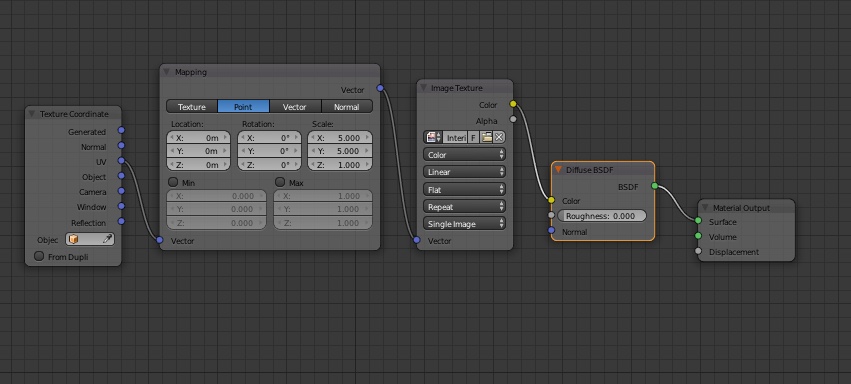 Texture Coordinate
Generated
Normal
UV
Object
Camera
Window
Reflection
Objec
From Dupli
Mapping
Vector
Texture Point Vector Normal
Location: Rotation: Scale:
X: 0m X: 0° X: 5.000
Y: 0m Y: 0° Y: 5.000
Z: 0m Z: 0° Z: 1.000
Min Max
X: 0.000 X: 1.000
Y: 0.000 Y: 1.000
Z: 0.000 Z: 1.000
Vector
Image Texture
Color
Alpha
Interi F
Color
Linear
Flat
Repeat
Single Image
Vector
Diffuse BSDF
BSDF
Color
Roughness: 0.000
Normal
Material Output
Surface
Volume
Displacement